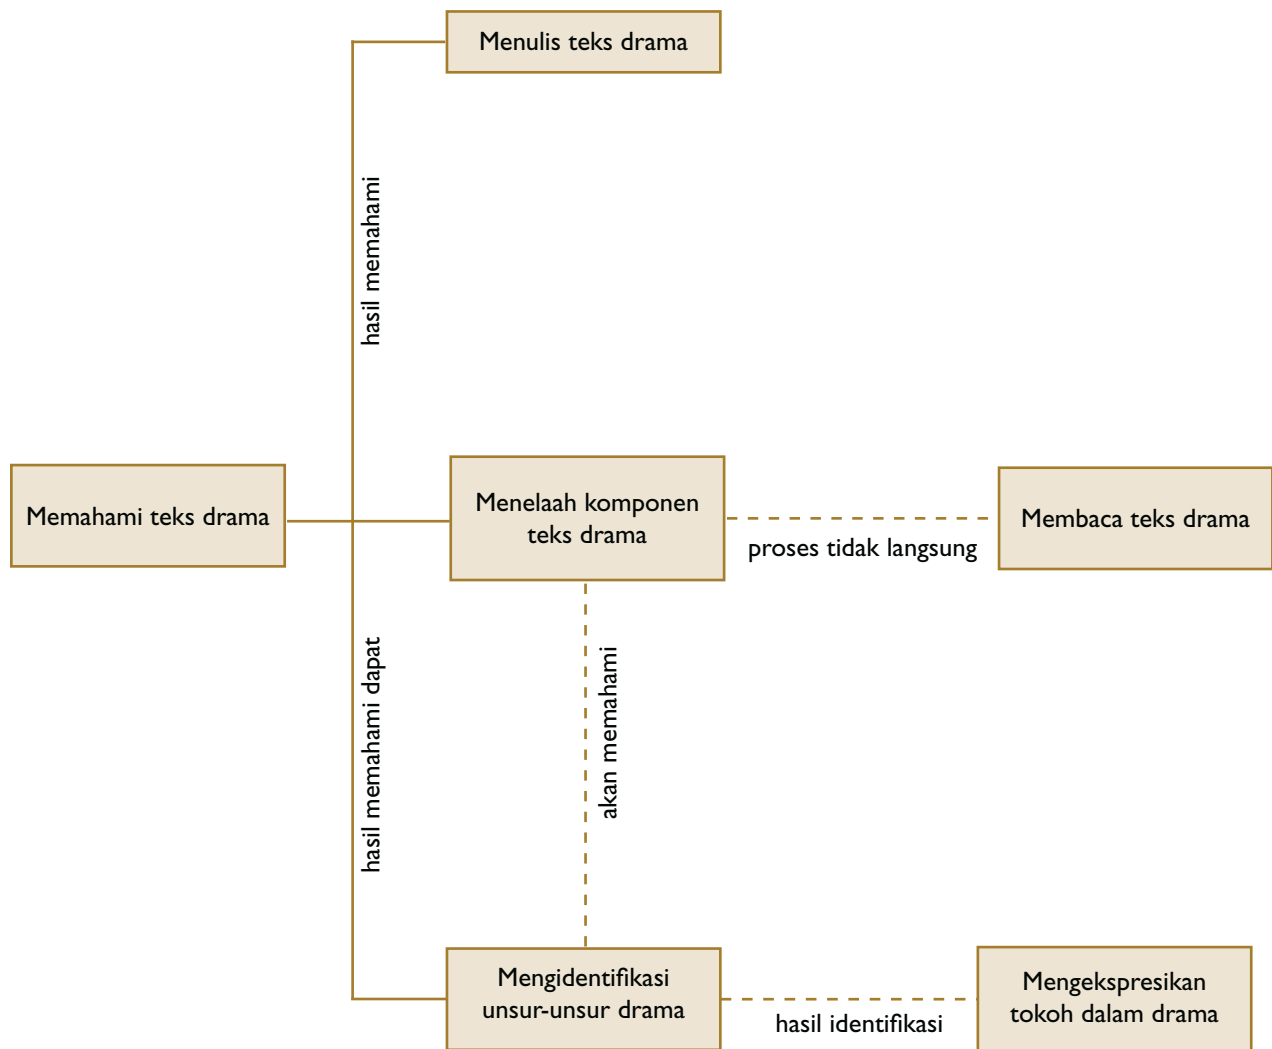 Menulis teks drama
hasil memahami
Memahami teks drama
Menelaah komponen
teks drama
proses tidak langsung
Membaca teks drama
hasil memahami dapat
akan memahami
Mengidentifikasi
unsur-unsur drama
hasil identifikasi
Mengekspresikan
tokoh dalam drama